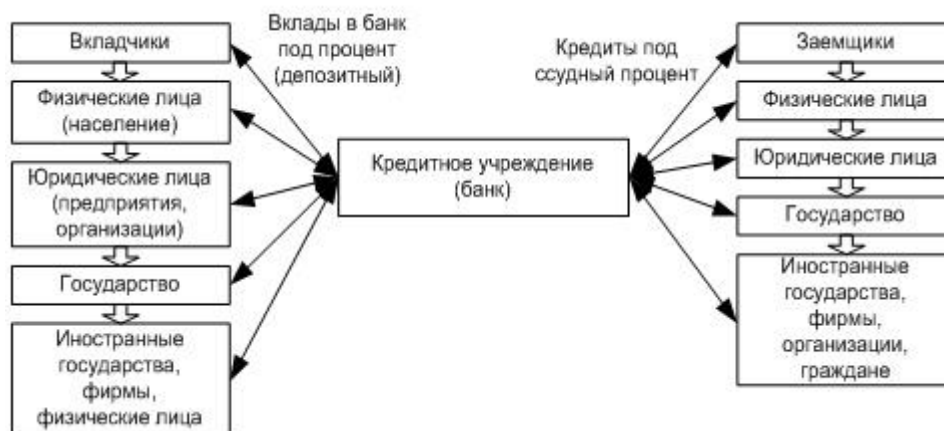 Вкладчики
Физические лица
(население)
Юридические лица
(предприятия,
организации)
Государство
Иностранные
государства,
фирмы,
физические лица
Вклады в банк
под процент
(депозитный)
Кредитное учреждение
(банк)
Кредиты под
ссудный процент
Заемщики
Физические лица
Юридические лица
Государство
Иностранные
государства,
фирмы,
организации,
граждане